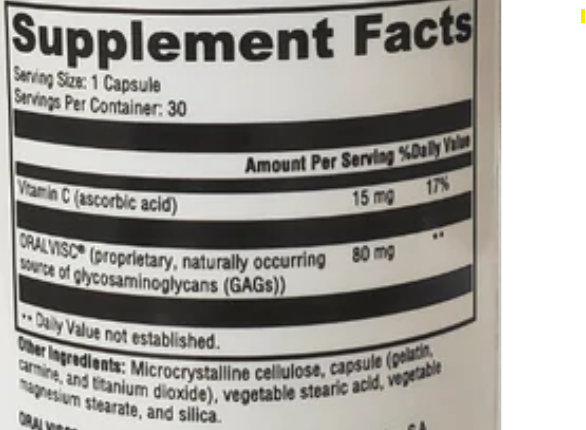 Supplement Facts
Serving Size: 1 Capsule
Servings Per Container: 30
Amount Per Serving %Daily Value
Vitamin C (ascorbic acid) 15 mg 17%
ORALVISC® (proprietary, naturally occurring 80 mg **
source of glycosaminoglycans (GAGs))
** Daily Value not established.
Other Ingredients: Microcrystalline cellulose, capsule (gelatin,
carmine, and titanium dioxide), vegetable stearic acid, vegetable
magnesium stearate, and silica.